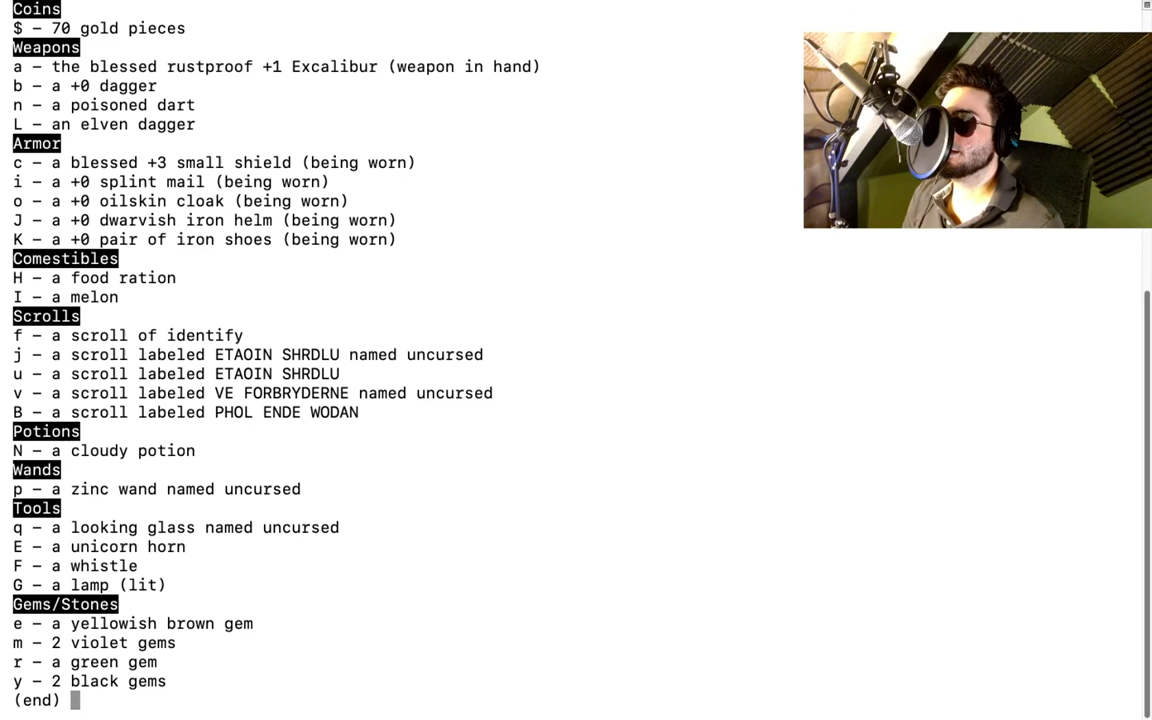 Coins
$ – 70 gold pieces
Weapons
a – the blessed rustproof +1 Excalibur (weapon in hand)
b – a +0 dagger
n – a poisoned dart
L – an elven dagger
Armor
c – a blessed +3 small shield (being worn)
i – a +0 splint mail (being worn)
o – a +0 oilskin cloak (being worn)
J – a +0 dwarvish iron helm (being worn)
K – a +0 pair of iron shoes (being worn)
Comestibles
H – a food ration
I – a melon
Scrolls
f – a scroll of identify
j – a scroll labeled ETAOIN SHRDLU named uncursed
u – a scroll labeled ETAOIN SHRDLU
v – a scroll labeled VE FORBRYDERNE named uncursed
B – a scroll labeled PHOL ENDE WODAN
Potions
N – a cloudy potion
Wands
p – a zinc wand named uncursed
Tools
q – a looking glass named uncursed
E – a unicorn horn
F – a whistle
G – a lamp (lit)
Gems/Stones
e – a yellowish brown gem
m – 2 violet gems
r – a green gem
y – 2 black gems
(end)